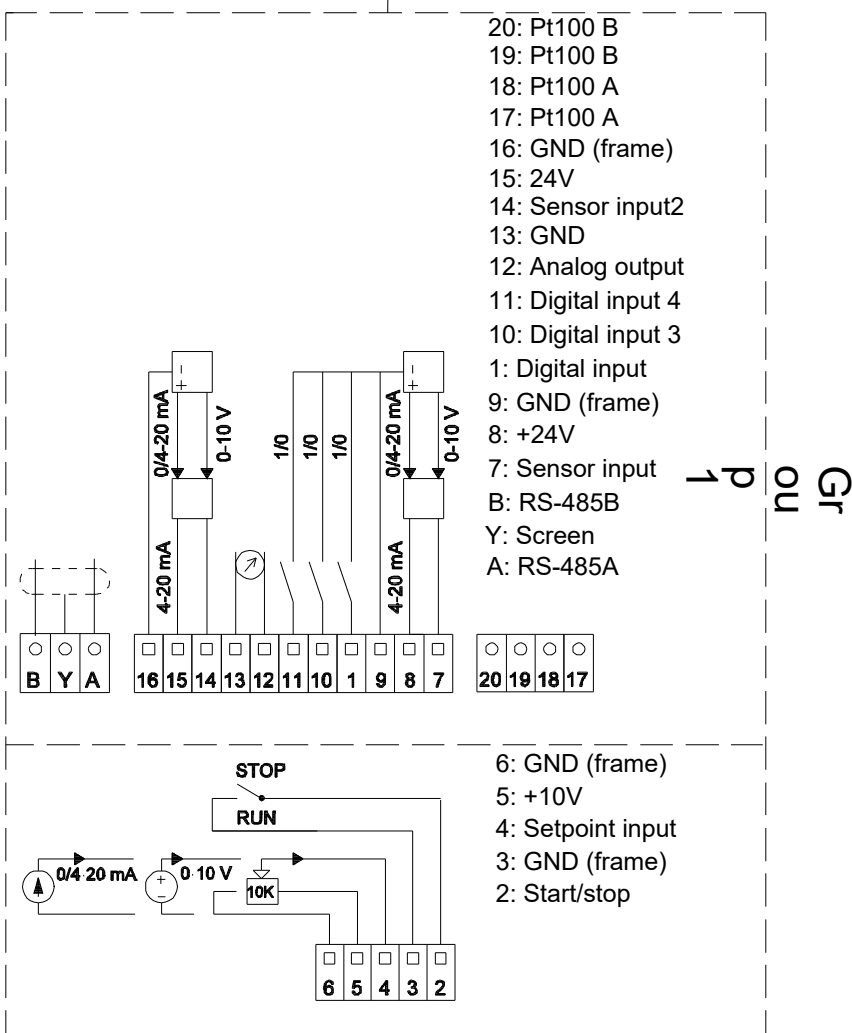 20: Pt100 B
19: Pt100 B
18: Pt100 A
17: Pt100 A
16: GND (frame)
15: 24V
14: Sensor input2
13: GND
12: Analog output
11: Digital input 4
10: Digital input 3
1: Digital input
9: GND (frame)
8: +24V
7: Sensor input
B: RS-485B
Y: Screen
A: RS-485A
Gr
ou
p
1
- +
0/4-20 mA
0-10 V
1/0
1/0
1/0
- +
0/4-20 mA
0-10 V
4-20 mA
4-20 mA
B Y A
16 15 14 13 12 11 10 1 9 8 7
20 19 18 17
6: GND (frame)
5: +10V
4: Setpoint input
3: GND (frame)
2: Start/stop
STOP
RUN
0/4-20 mA
+ -
0-10 V
10K
6 5 4 3 2